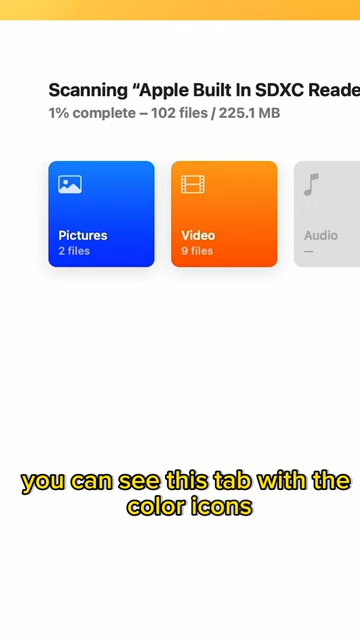 Scanning “Apple Built In SDXC Reade
1% complete – 102 files / 225.1 MB
Pictures
2 files
Video
9 files
Audio
—
you can see this tab with the
color icons